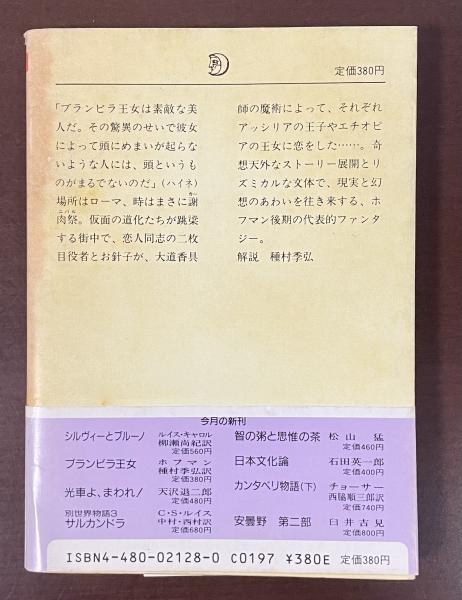 定価380円
「ブランビラ王女は素敵な美
人だ。その驚異のせいで彼女
によって頭にめまいが起らな
いような人には、頭というも
のがまるでないのだ」(ハイネ)
場所はローマ、時はまさに謝
肉祭。仮面の道化たちが跳梁
する街中で、恋人同志の二枚
目役者とお針子が、大道香具
師の魔術によって、それぞれ
アッシリアの王子やエチオピ
アの王女に恋をした……。奇
想天外なストーリー展開とリ
ズミカルな文体で、現実と幻
想のあわいを往き来する、ホ
フマン後期の代表的ファンタ
ジー。
解説 種村季弘
今月の新刊
シルヴィーとブルーノ ルイス・キャロル
柳瀬尚紀訳
定価560円
ブランビラ王女 ホフマン
種村季弘訳
定価380円
光車よ、まわれ! 天沢退二郎
定価480円
別世界物語3
サルカンドラ C・S・ルイス
中村・西村訳
定価680円
智の粥と思惟の茶 松山 猛
定価460円
日本文化論 石田英一郎
定価400円
カンタベリ物語(下) チョーサー
西脇順三郎訳
定価740円
安曇野 第二部 臼井吉見
定価800円
ISBN4-480-02128-0 C0197 ¥380E 定価380円